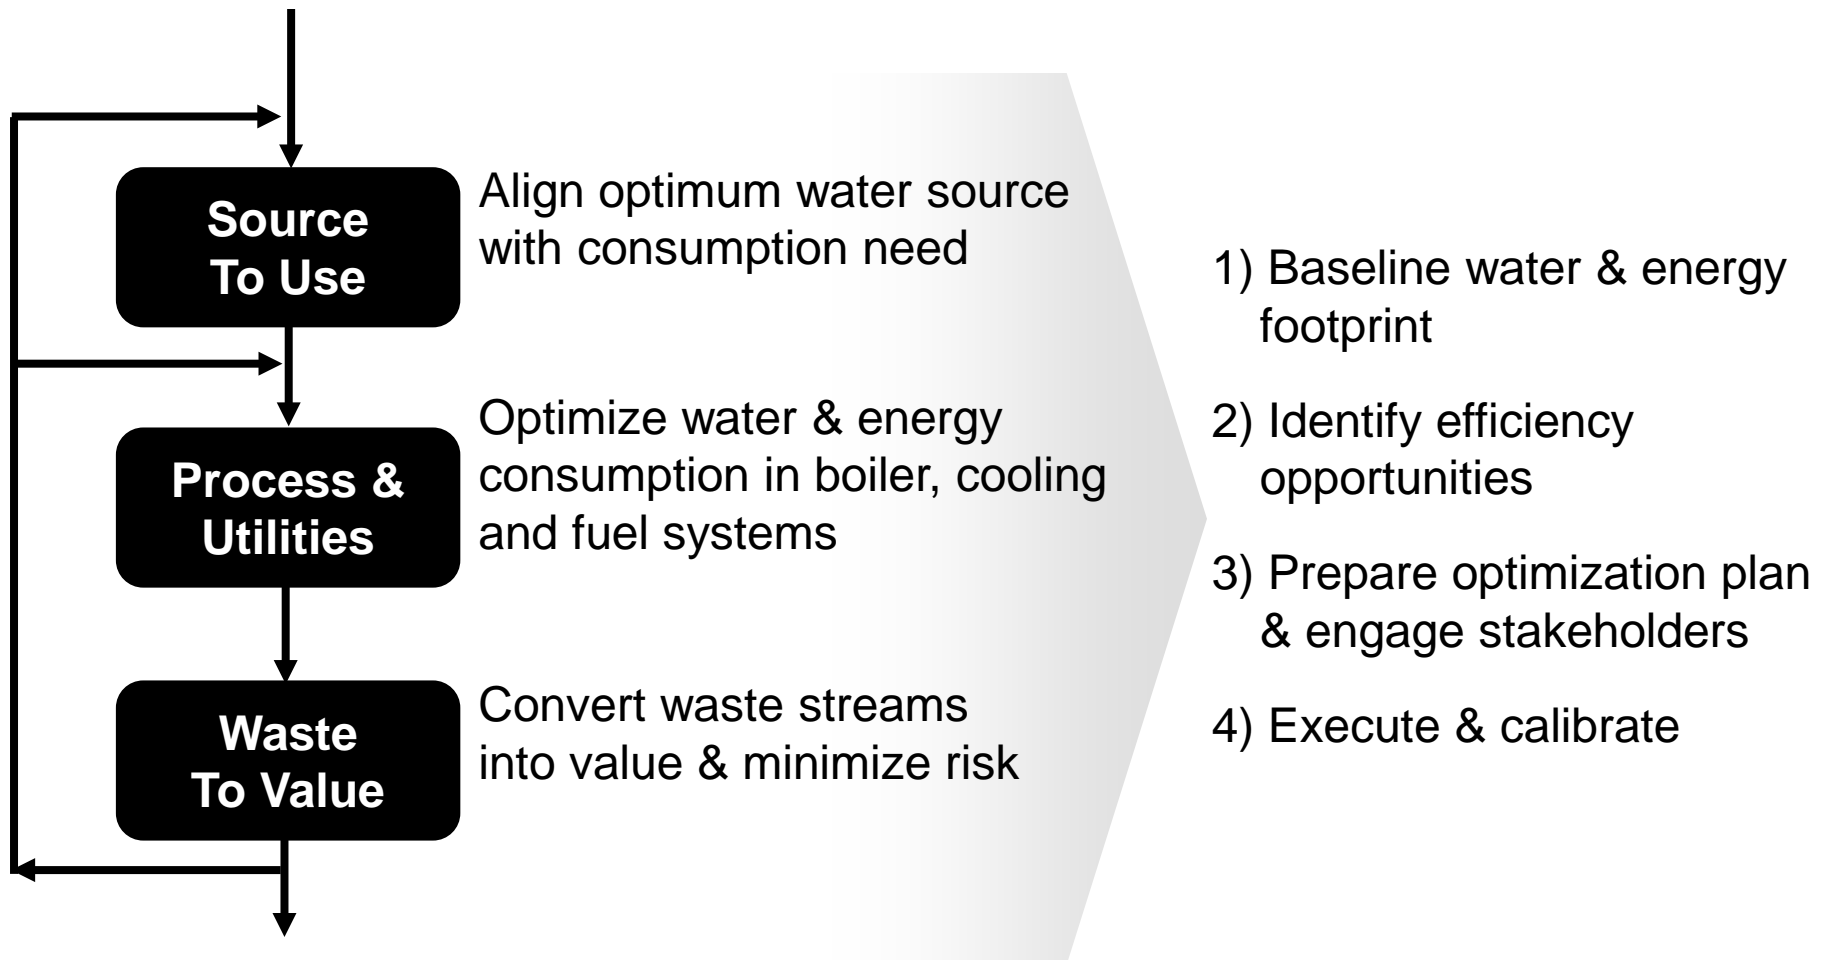 Source
To Use
Align optimum water source
with consumption need
Process &
Utilities
Optimize water & energy
consumption in boiler, cooling
and fuel systems
Waste
To Value
Convert waste streams
into value & minimize risk
1) Baseline water & energy
footprint
2) Identify efficiency
opportunities
3) Prepare optimization plan
& engage stakeholders
4) Execute & calibrate